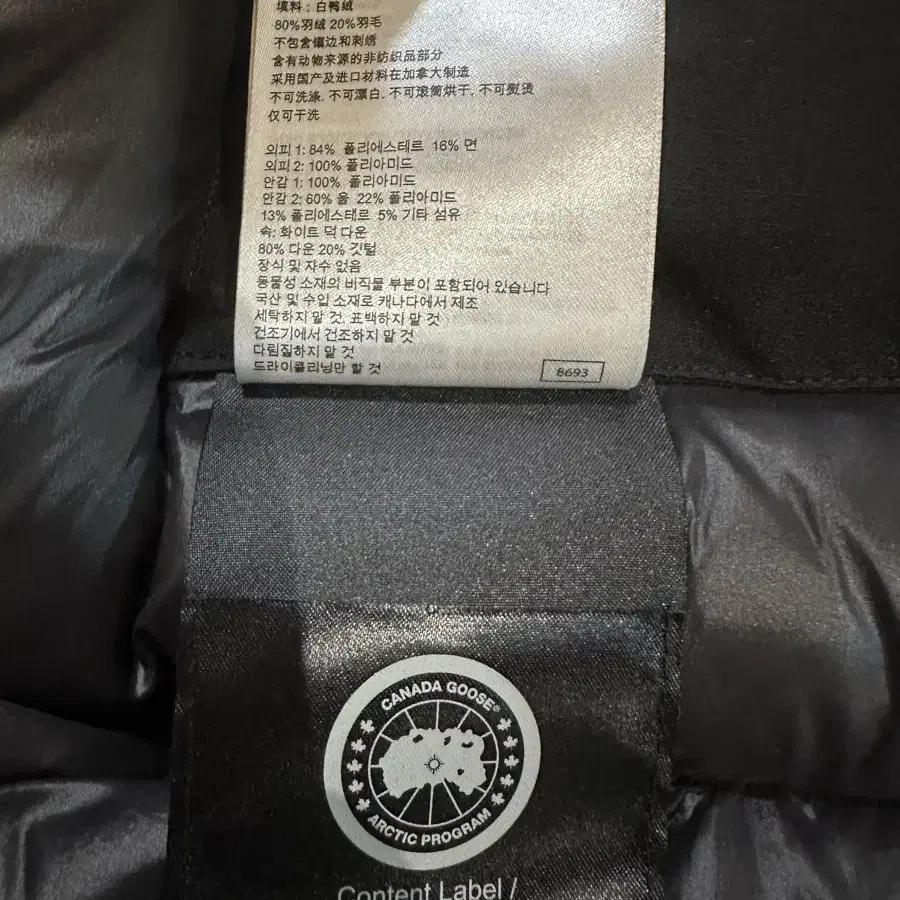 填料：白鸭绒
80%羽绒 20%羽毛
不包含镶边和刺绣
含有动物来源的非纺织品部分
采用国产及进口材料在加拿大制造
不可洗涤, 不可漂白, 不可滚筒烘干, 不可熨烫
仅可干洗
외피 1: 84% 폴리에스테르 16% 면
외피 2: 100% 폴리아미드
안감 1: 100% 폴리아미드
안감 2: 60% 울 22% 폴리아미드
13% 폴리에스테르 5% 기타 섬유
속: 화이트 덕 다운
80% 다운 20% 깃털
장식 및 자수 없음
동물성 소재의 비직물 부분이 포함되어 있습니다
국산 및 수입 소재로 캐나다에서 제조
세탁하지 말 것, 표백하지 말 것
건조기에서 건조하지 말 것
다림질하지 말 것
드라이클리닝만 할 것
8693
CANADA GOOSE®
ARCTIC PROGRAM
Content Label /